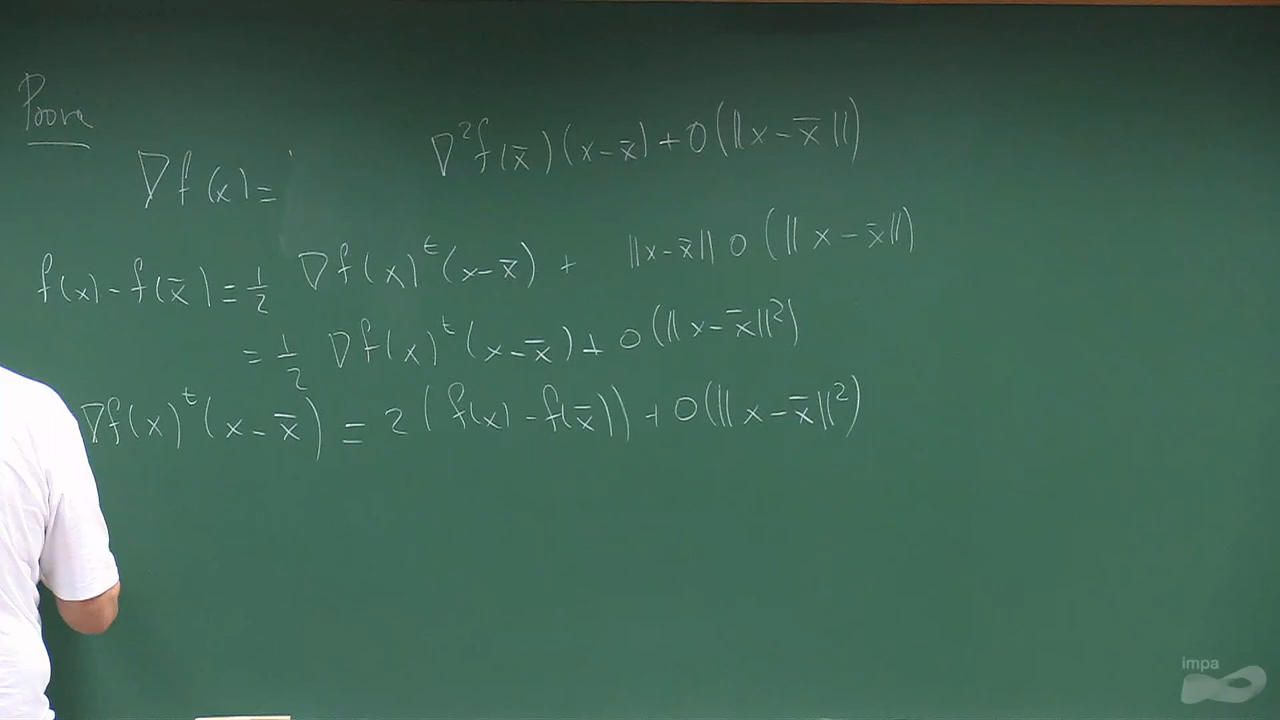 Prova
∇f(x) = ∇²f(x̄)(x-x̄) + o(||x-x̄||)
f(x) - f(x̄) = 1/2 ∇f(x)ᵗ(x-x̄) + ||x-x̄|| o(||x-x̄||)
= 1/2 ∇f(x)ᵗ(x-x̄) + o(||x-x̄||²)
∇f(x)ᵗ(x-x̄) = 2(f(x) - f(x̄)) + o(||x-x̄||²)
impa